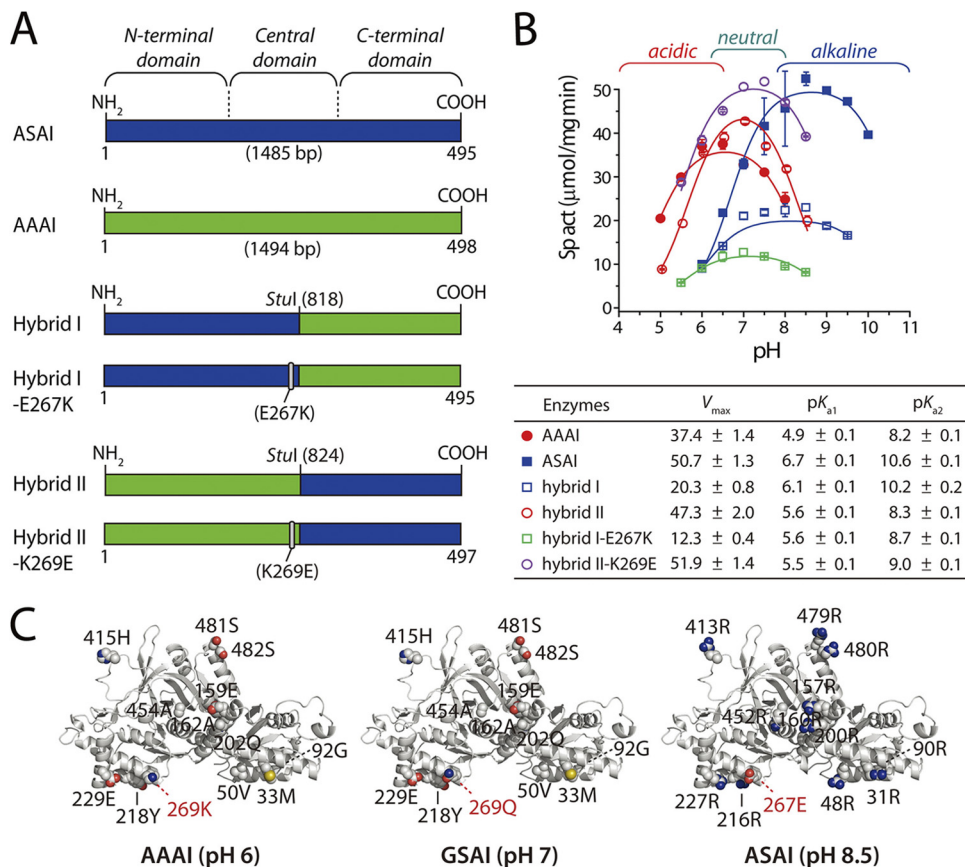 A
N-terminal domain
Central domain
C-terminal domain
NH2
COOH
ASAI
1
(1485 bp)
495
NH2
COOH
AAAI
1
(1494 bp)
498
NH2
StuI (818)
COOH
Hybrid I
Hybrid I
-E267K
1
(E267K)
495
NH2
StuI (824)
COOH
Hybrid II
Hybrid II
-K269E
1
(K269E)
497
B
acidic
neutral
alkaline
Sp act (μmol/mg min)
50
40
30
20
10
0
4 5 6 7 8 9 10 11
pH
Enzymes Vmax pKa1 pKa2
AAAI 37.4 ± 1.4 4.9 ± 0.1 8.2 ± 0.1
ASAI 50.7 ± 1.3 6.7 ± 0.1 10.6 ± 0.1
hybrid I 20.3 ± 0.8 6.1 ± 0.1 10.2 ± 0.2
hybrid II 47.3 ± 2.0 5.6 ± 0.1 8.3 ± 0.1
hybrid I-E267K 12.3 ± 0.4 5.6 ± 0.1 8.7 ± 0.1
hybrid II-K269E 51.9 ± 1.4 5.5 ± 0.1 9.0 ± 0.1
C
415H
481S
482S
159E
454A
162A
202Q
92G
229E
218Y
269K
50V
33M
AAAI (pH 6)
415H
481S
482S
159E
454A
162A
202Q
92G
229E
218Y
269Q
50V
33M
GSAI (pH 7)
413R
479R
480R
157R
452R
160R
200R
90R
227R
216R
267E
48R
31R
ASAI (pH 8.5)